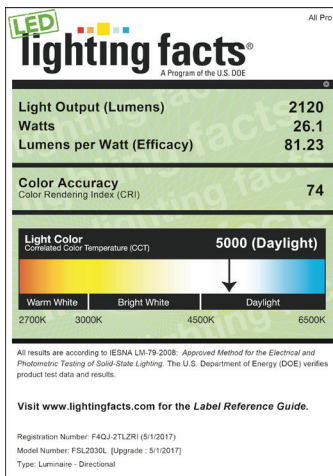 All Pro
LED
lighting facts®
A Program of the U.S. DOE
Light Output (Lumens) 2120
Watts 26.1
Lumens per Watt (Efficacy) 81.23
Color Accuracy 74
Color Rendering Index (CRI)
Light Color
Correlated Color Temperature (CCT) 5000 (Daylight)
Warm White Bright White Daylight
2700K 3000K 4500K 6500K
All results are according to IESNA LM-79-2008: Approved Method for the Electrical and
Photometric Testing of Solid-State Lighting. The U.S. Department of Energy (DOE) verifies
product test data and results.
Visit www.lightingfacts.com for the Label Reference Guide.
Registration Number: F4QJ-2TLZRI (5/1/2017)
Model Number: FSL2030L [Upgrade : 5/1/2017]
Type: Luminaire - Directional